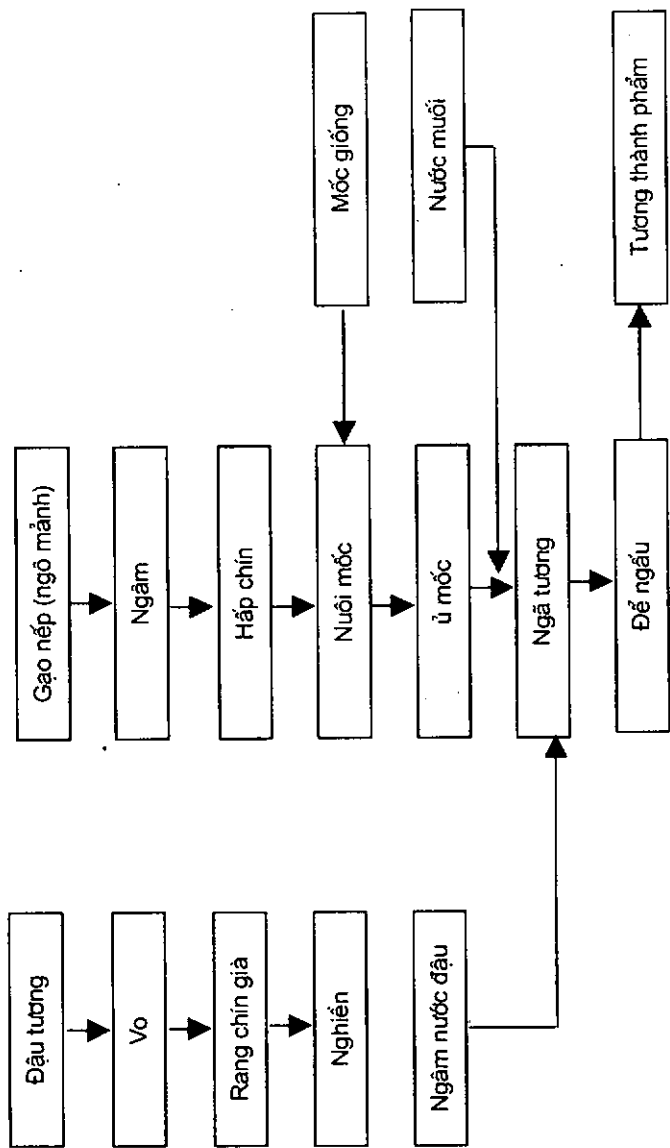 Đậu tương
Vo
Rang chín già
Nghiền
Ngâm nước đậu
Gạo nếp (ngô mảnh)
Ngâm
Hấp chín
Nuôi mốc
ủ mốc
Ngã tương
Để ngấu
Mốc giống
Nước muối
Tương thành phẩm